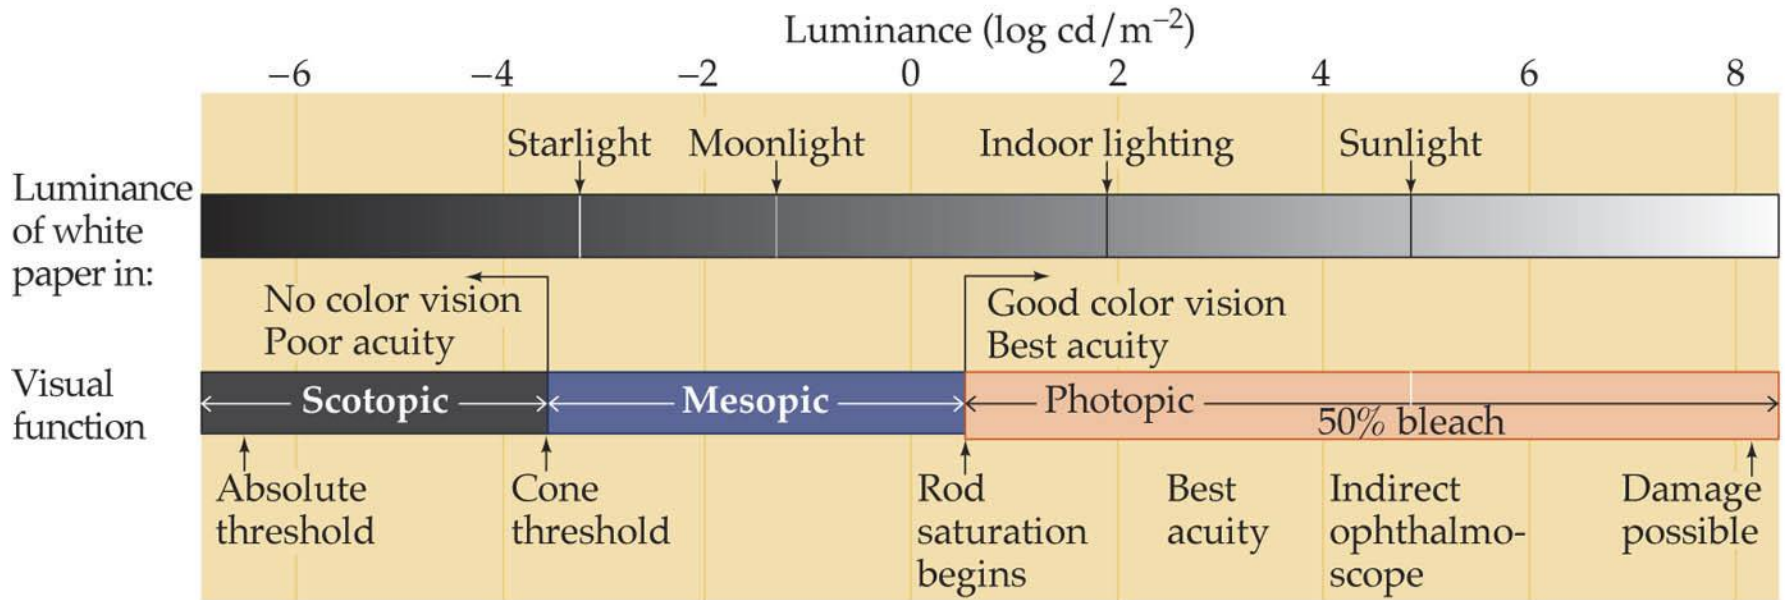 Luminance (log cd/m⁻²)
−6 −4 −2 0 2 4 6 8
Starlight Moonlight Indoor lighting Sunlight
Luminance
of white
paper in:
No color vision
Poor acuity
Good color vision
Best acuity
Visual
function
Scotopic Mesopic Photopic
50% bleach
Absolute
threshold
Cone
threshold
Rod
saturation
begins
Best
acuity
Indirect
ophthalmo-
scope
Damage
possible